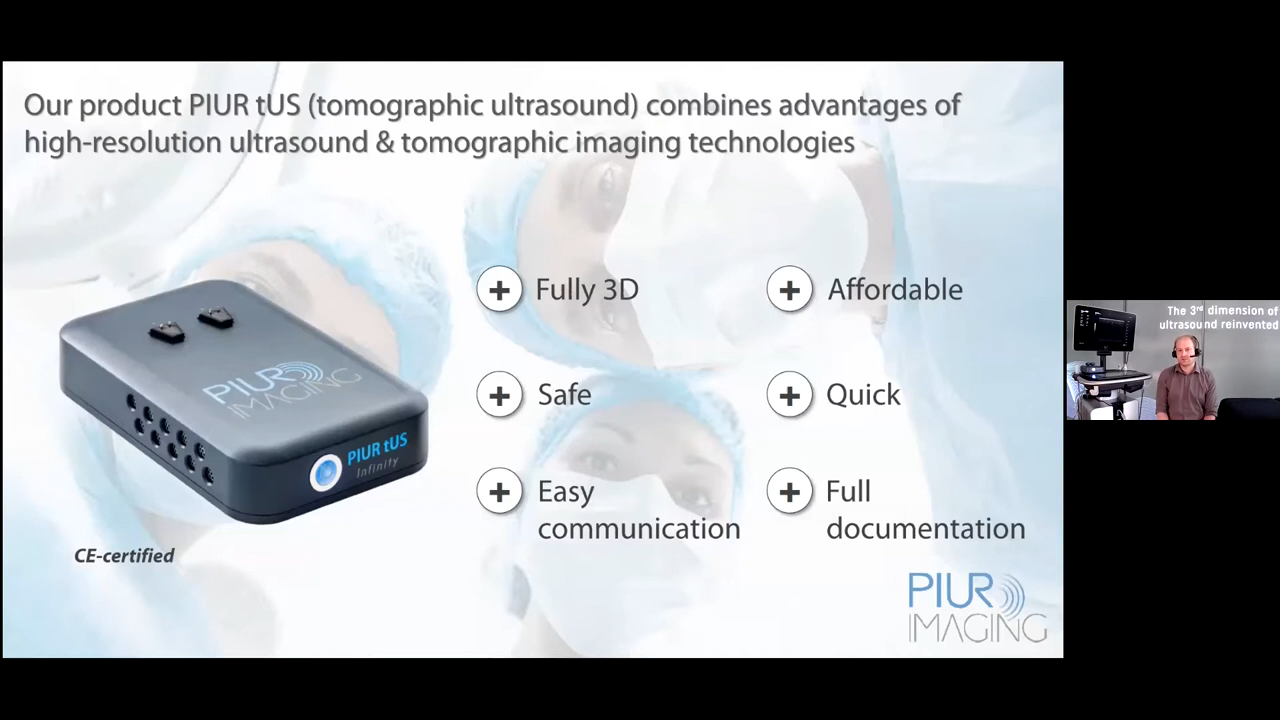 Our product PIUR tUS (tomographic ultrasound) combines advantages of
high-resolution ultrasound & tomographic imaging technologies
Fully 3D
Affordable
Safe
Quick
Easy
communication
Full
documentation
PIUR
IMAGING
PIUR tUS
Infinity
CE-certified
PIUR
IMAGING
The 3rd dimension of
ultrasound reinvented